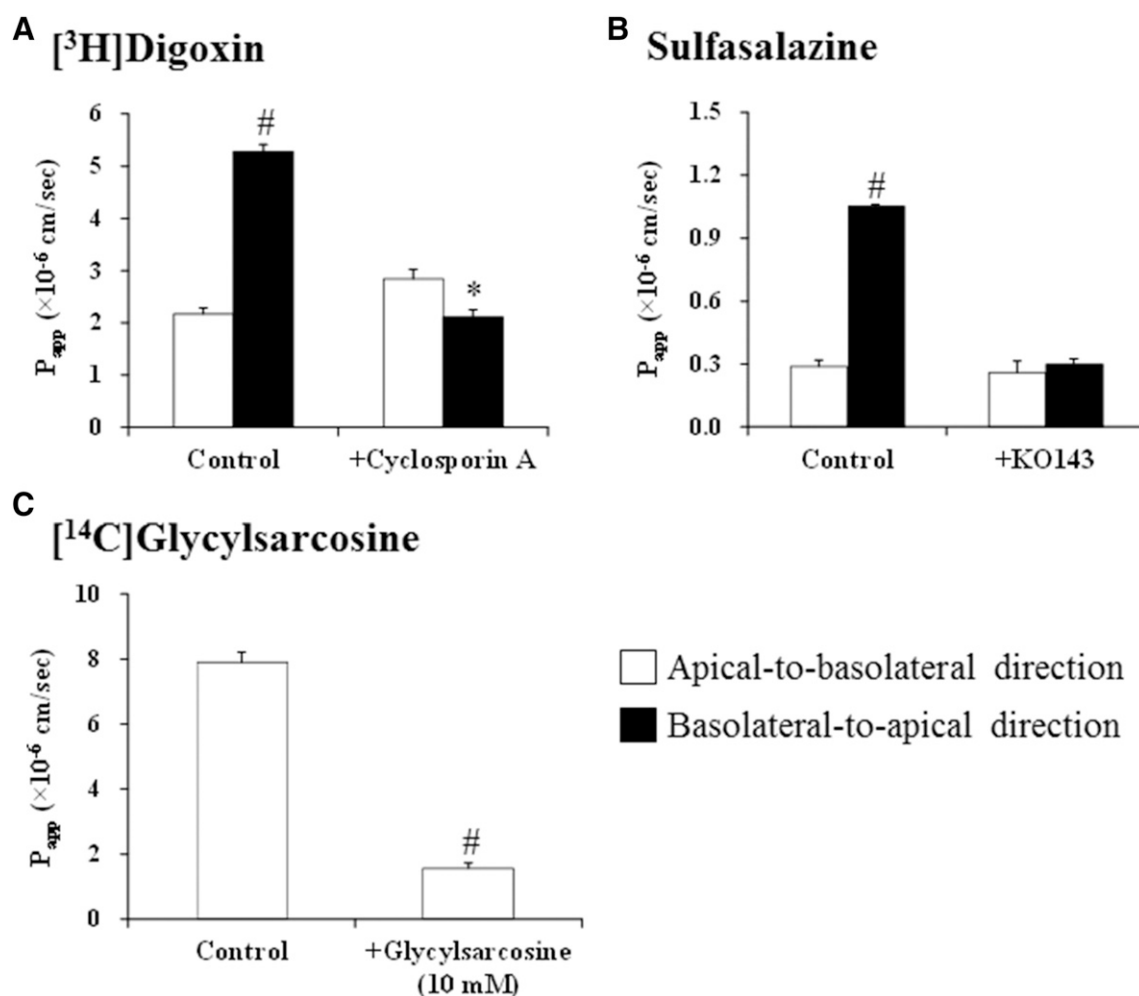 A [³H]Digoxin
6
5
4
3
2
1
0
Papp (×10⁻⁶ cm/sec)
#
*
Control +Cyclosporin A
B Sulfasalazine
1.5
1.2
0.9
0.6
0.3
0.0
Papp (×10⁻⁶ cm/sec)
#
Control +KO143
C [¹⁴C]Glycylsarcosine
10
8
6
4
2
0
Papp (×10⁻⁶ cm/sec)
#
Control +Glycylsarcosine
(10 mM)
Apical-to-basolateral direction
Basolateral-to-apical direction